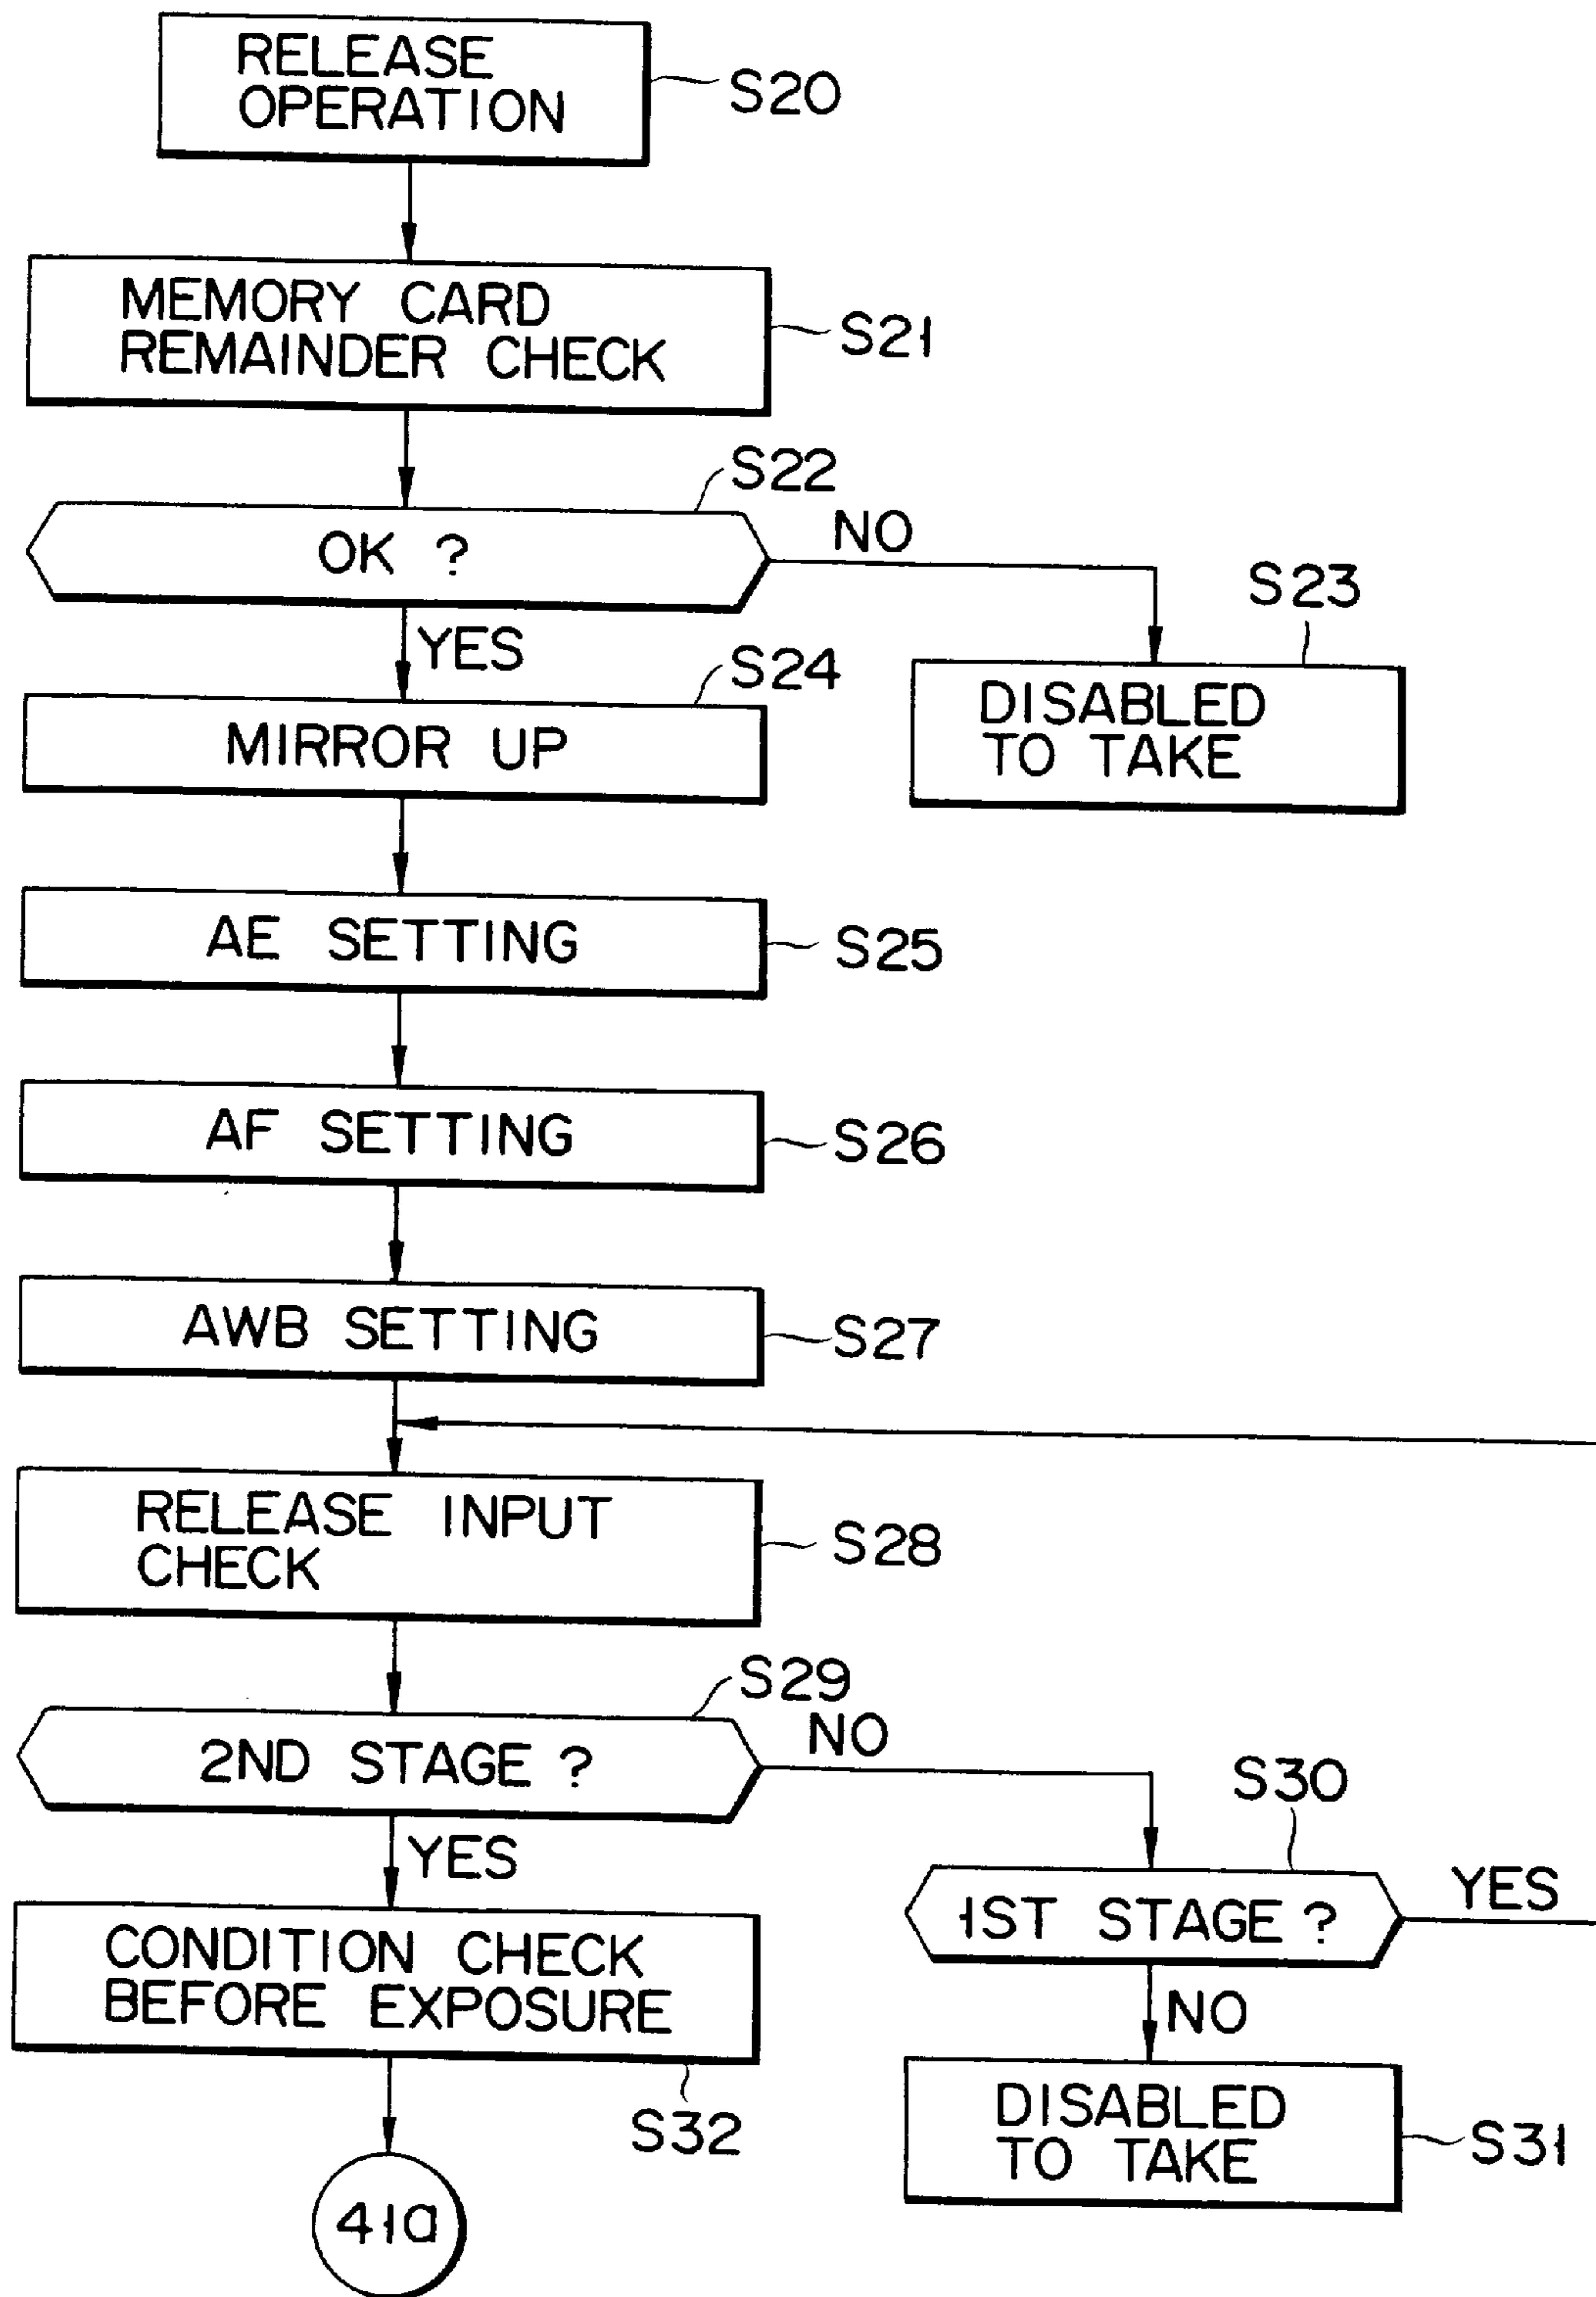 RELEASE
OPERATION
S20
MEMORY CARD
REMAINDER CHECK
S21
S22
OK ?
NO
YES
S23
DISABLED
TO TAKE
S24
MIRROR UP
AE SETTING
S25
AF SETTING
S26
AWB SETTING
S27
RELEASE INPUT
CHECK
S28
S29
2ND STAGE ?
NO
YES
S30
1ST STAGE ?
YES
NO
CONDITION CHECK
BEFORE EXPOSURE
S32
DISABLED
TO TAKE
S31
41a